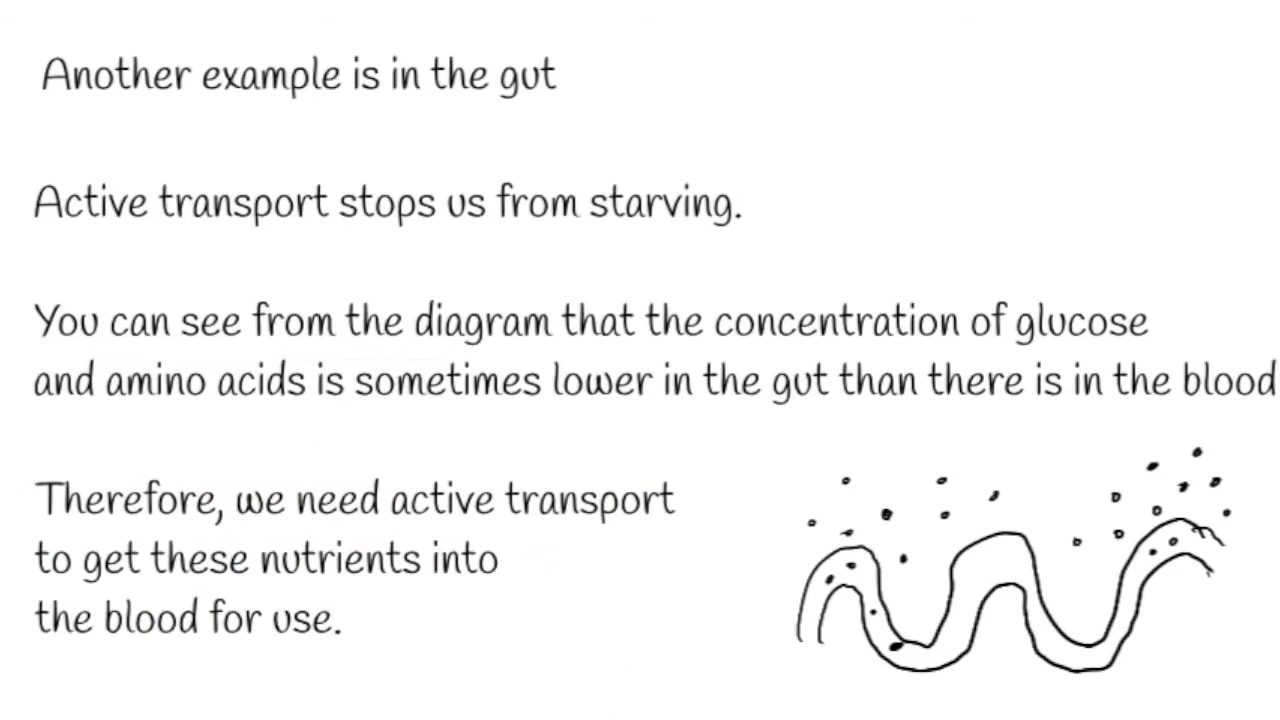 Another example is in the gut
Active transport stops us from starving.
You can see from the diagram that the concentration of glucose
and amino acids is sometimes lower in the gut than there is in the blood
Therefore, we need active transport
to get these nutrients into
the blood for use.